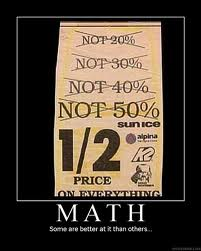 NOT 20%
NOT 30%
NOT 40%
NOT 50%
sun ice
1/2
alpina
PRICE
K2
ON EVERYTHING
MATH
Some are better at it than others...